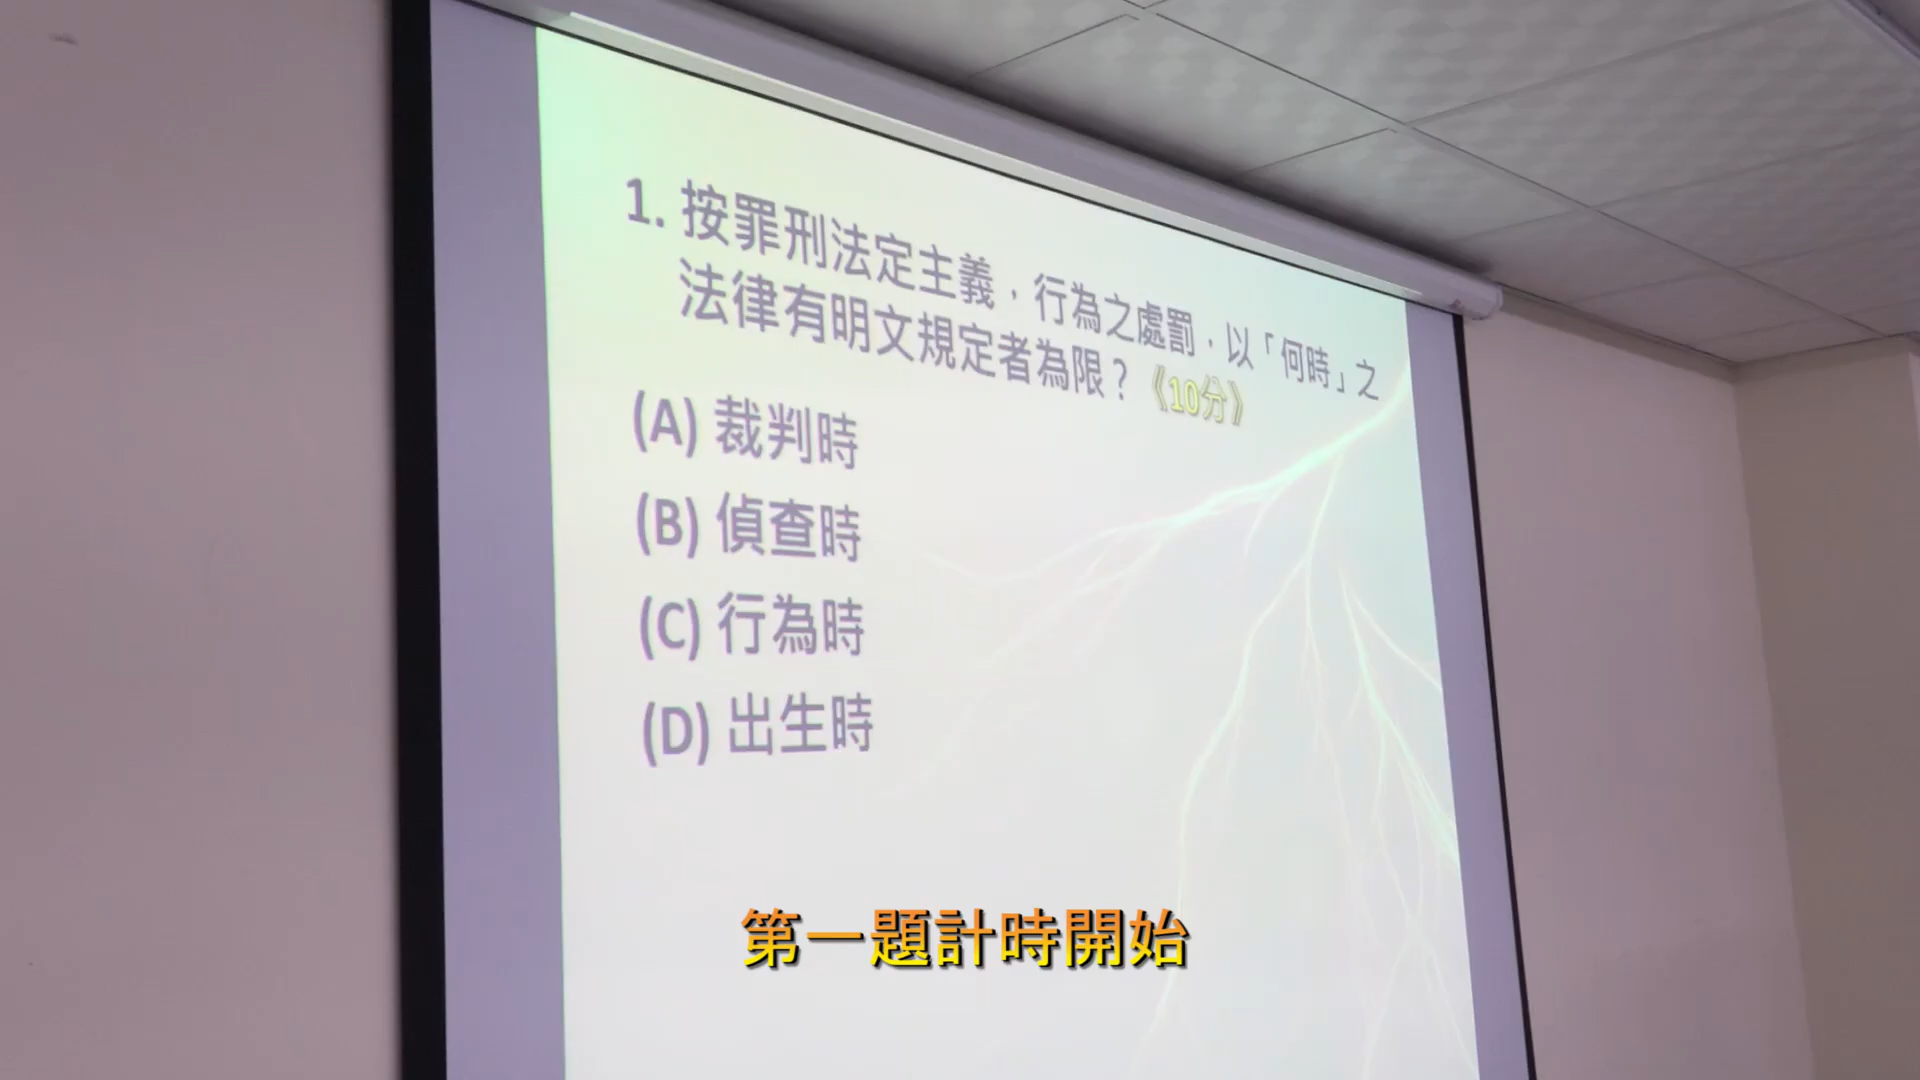 1. 按罪刑法定主義，行為之處罰，以「何時」之
法律有明文規定者為限？《10分》
(A) 裁判時
(B) 偵查時
(C) 行為時
(D) 出生時
第一題計時開始